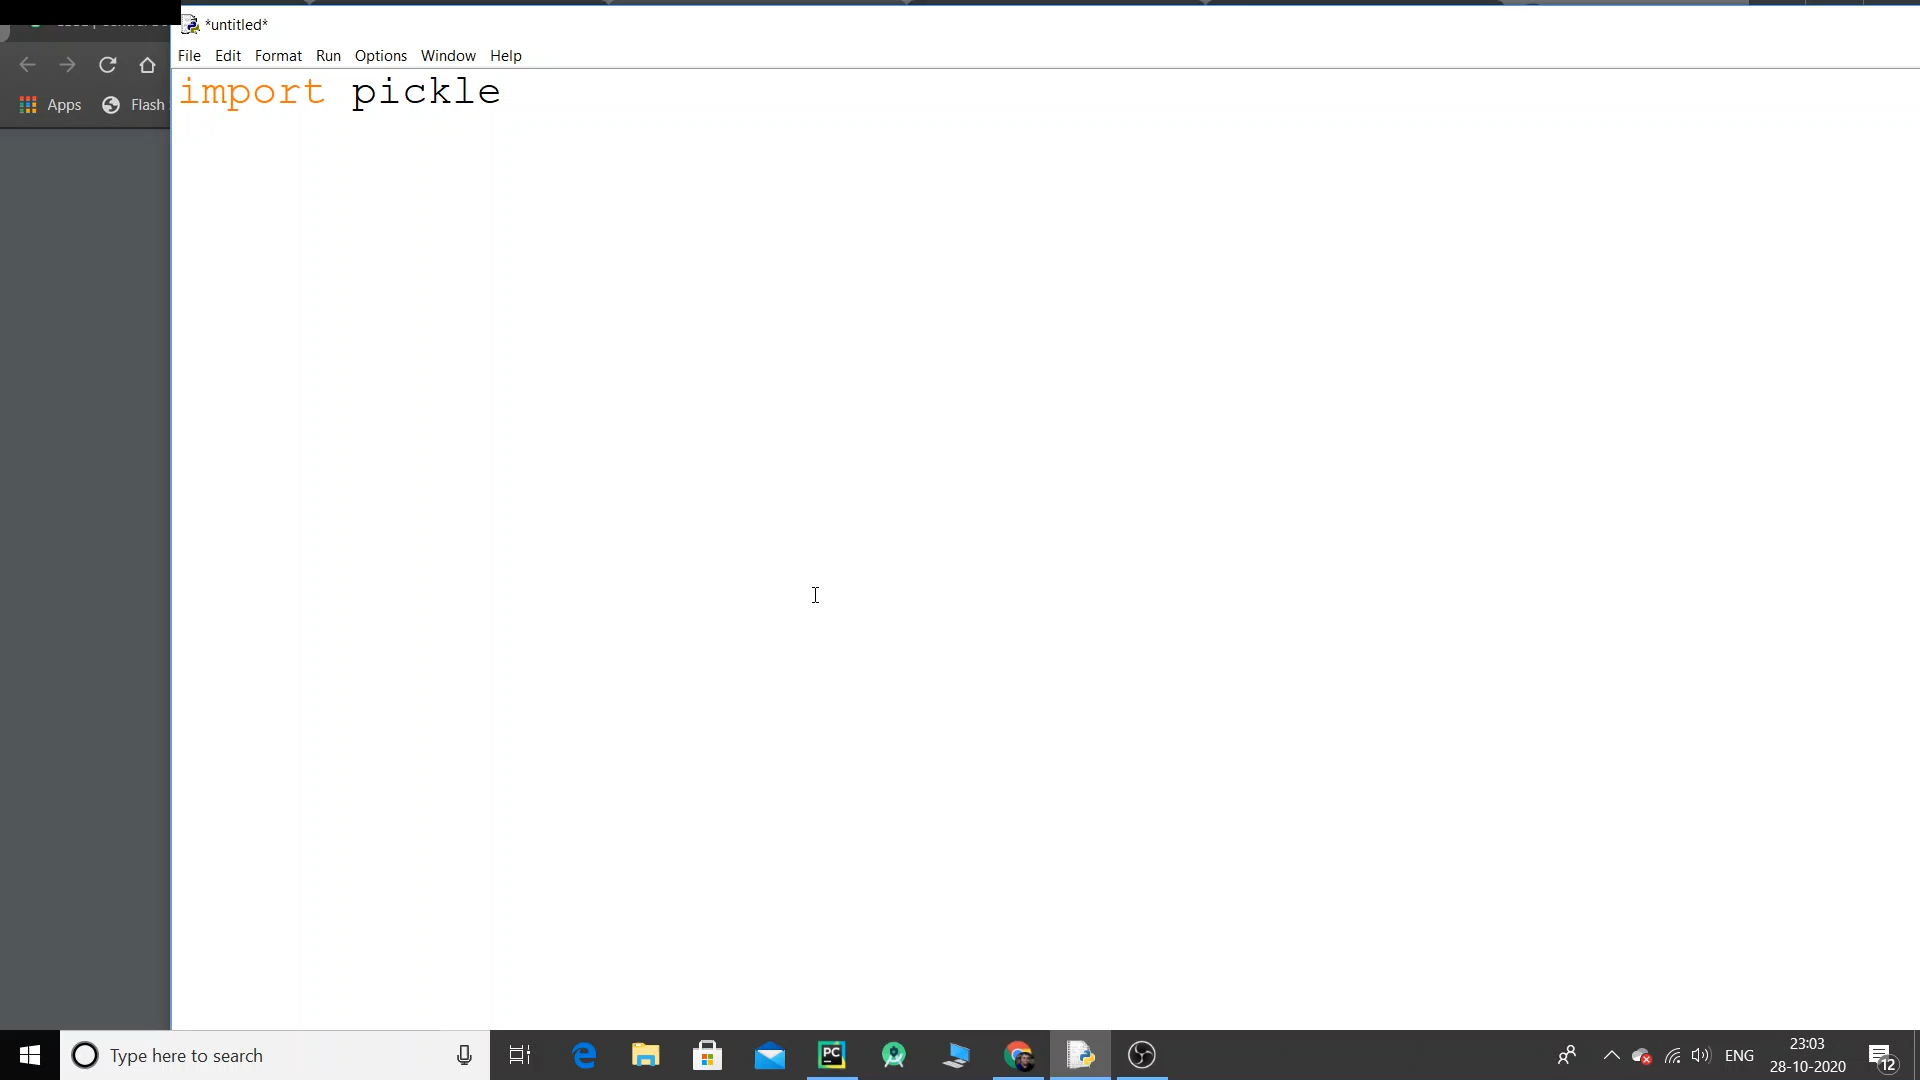 *untitled*
File Edit Format Run Options Window Help
import pickle
Apps Flash
Type here to search
PC
ENG
23:03
28-10-2020
12